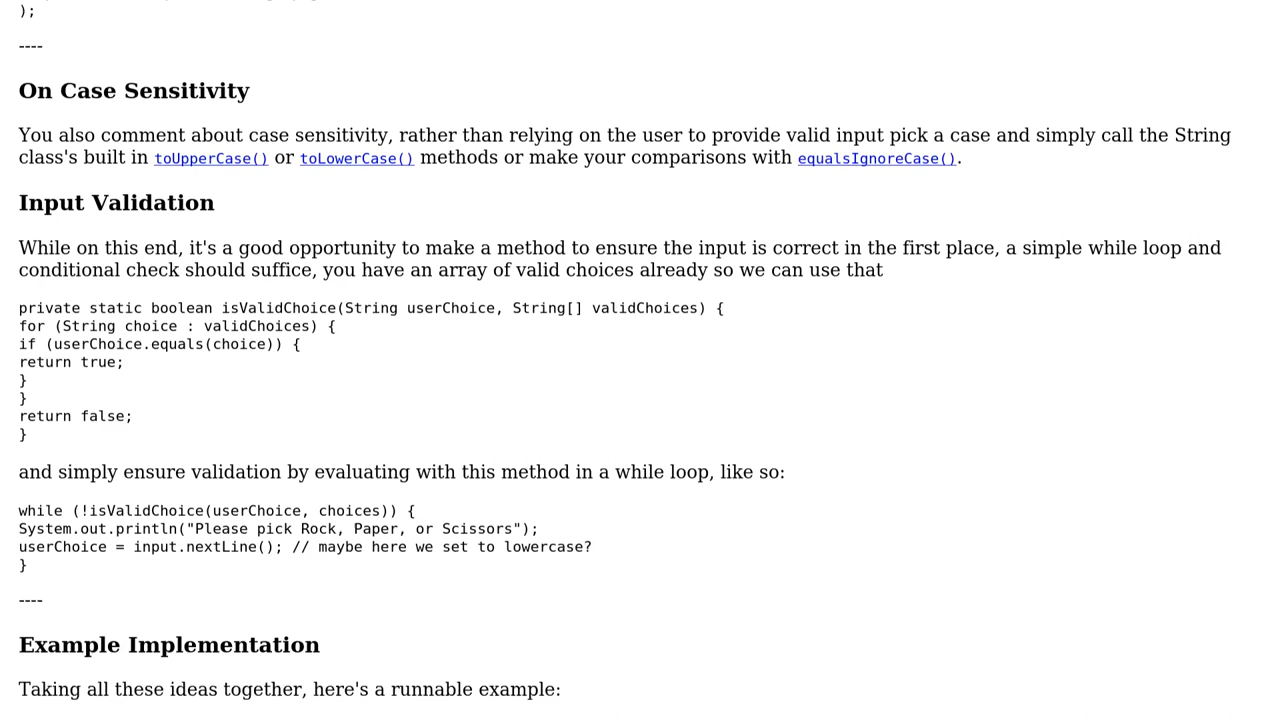 );
----
On Case Sensitivity
You also comment about case sensitivity, rather than relying on the user to provide valid input pick a case and simply call the String
class's built in toUpperCase() or toLowerCase() methods or make your comparisons with equalsIgnoreCase().
Input Validation
While on this end, it's a good opportunity to make a method to ensure the input is correct in the first place, a simple while loop and
conditional check should suffice, you have an array of valid choices already so we can use that
private static boolean isValidChoice(String userChoice, String[] validChoices) {
for (String choice : validChoices) {
if (userChoice.equals(choice)) {
return true;
}
}
return false;
}
and simply ensure validation by evaluating with this method in a while loop, like so:
while (!isValidChoice(userChoice, choices)) {
System.out.println("Please pick Rock, Paper, or Scissors");
userChoice = input.nextLine(); // maybe here we set to lowercase?
}
----
Example Implementation
Taking all these ideas together, here's a runnable example: